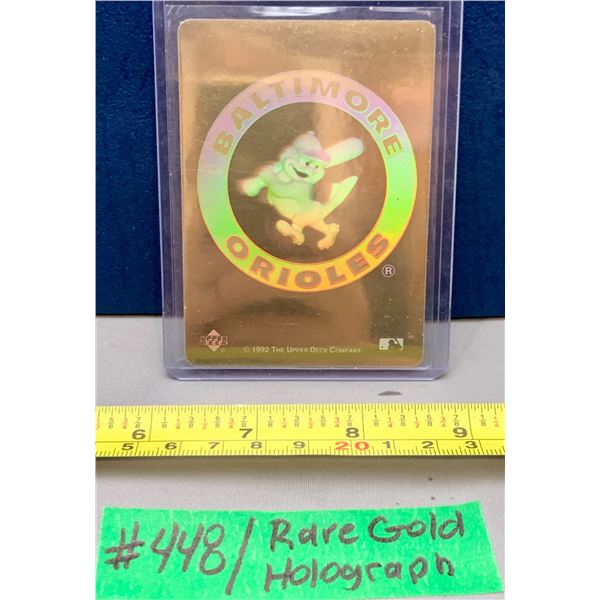 BALTIMORE
ORIOLES
®
UPPER
DECK
© 1992 THE UPPER DECK COMPANY.
6 7 8 9
5 6 7 8 9 20 1 2 3
#448/ Rare Gold
Holograph